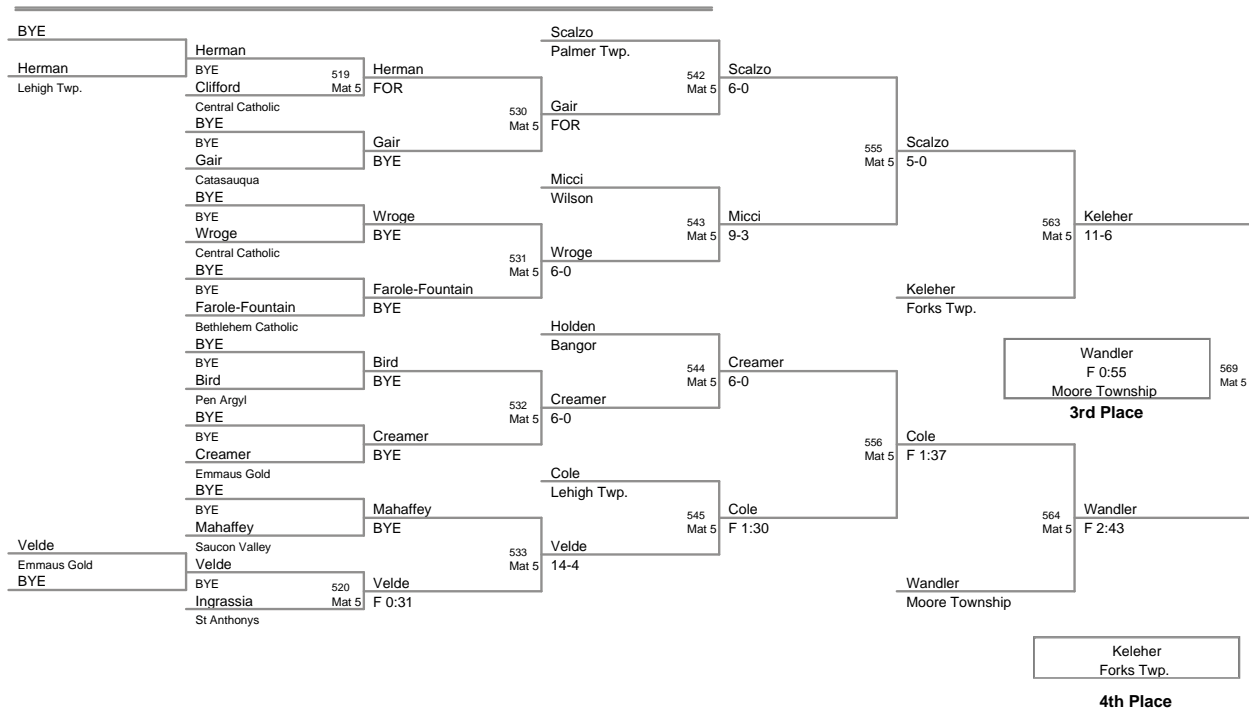 BYE
Herman
Lehigh Twp.
Velde
Emmaus Gold
BYE
Herman
BYE
Clifford
Central Catholic
519
Mat 5
BYE
BYE
Gair
Catasauqua
BYE
BYE
Wroge
Central Catholic
BYE
BYE
Farole-Fountain
Bethlehem Catholic
BYE
BYE
Bird
Pen Argyl
BYE
BYE
Creamer
Emmaus Gold
BYE
BYE
Mahaffey
Saucon Valley
Velde
BYE
Ingrassia
St Anthonys
520
Mat 5
Herman
FOR
530
Mat 5
Gair
BYE
Wroge
BYE
531
Mat 5
Farole-Fountain
BYE
Bird
BYE
532
Mat 5
Creamer
BYE
Mahaffey
BYE
533
Mat 5
Velde
F 0:31
Scalzo
Palmer Twp.
542
Mat 5
Gair
FOR
Micci
Wilson
543
Mat 5
Wroge
6-0
Holden
Bangor
544
Mat 5
Creamer
6-0
Cole
Lehigh Twp.
545
Mat 5
Velde
14-4
Scalzo
6-0
555
Mat 5
Micci
9-3
Creamer
6-0
556
Mat 5
Cole
F 1:30
Scalzo
5-0
563
Mat 5
Keleher
Forks Twp.
Cole
F 1:37
564
Mat 5
Wandler
Moore Township
Keleher
11-6
Wandler
F 0:55
Moore Township
3rd Place
569
Mat 5
Wandler
F 2:43
Keleher
Forks Twp.
4th Place